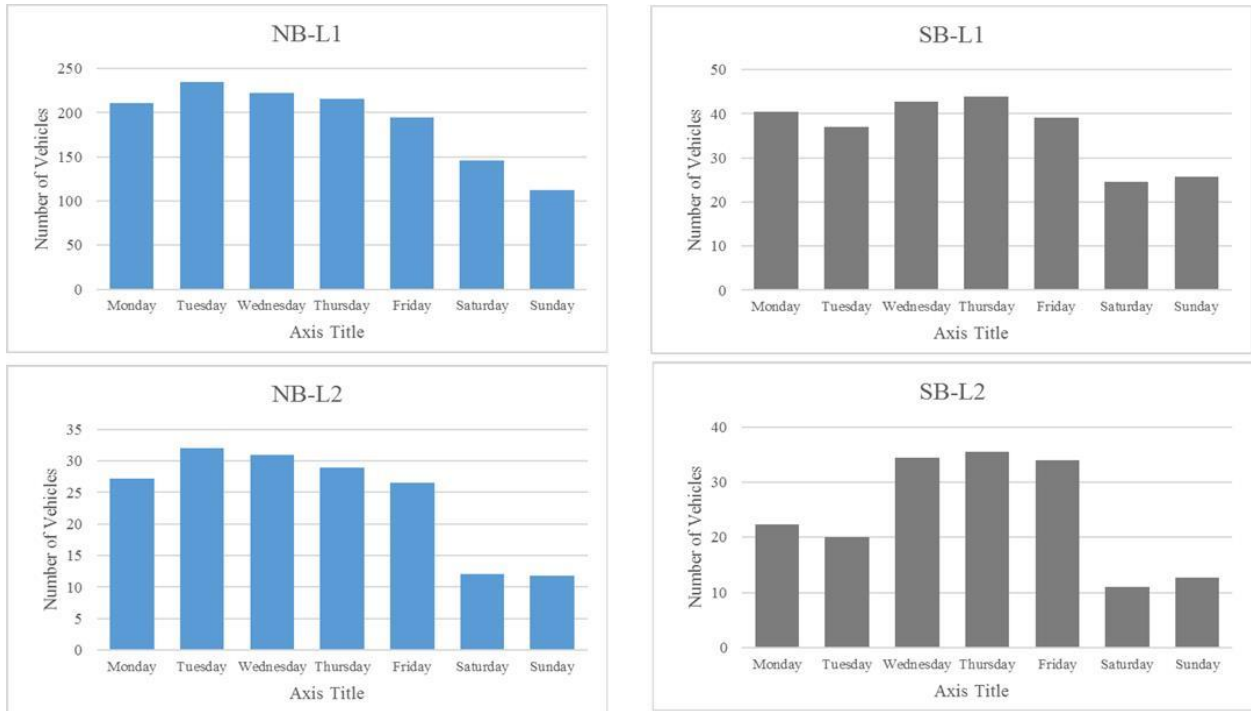 NB-L1
Number of Vehicles
250
200
150
100
50
0
Monday Tuesday Wednesday Thursday Friday Saturday Sunday
Axis Title
SB-L1
Number of Vehicles
50
40
30
20
10
0
Monday Tuesday Wednesday Thursday Friday Saturday Sunday
Axis Title
NB-L2
Number of Vehicles
35
30
25
20
15
10
5
0
Monday Tuesday Wednesday Thursday Friday Saturday Sunday
Axis Title
SB-L2
Number of Vehicles
40
30
20
10
0
Monday Tuesday Wednesday Thursday Friday Saturday Sunday
Axis Title